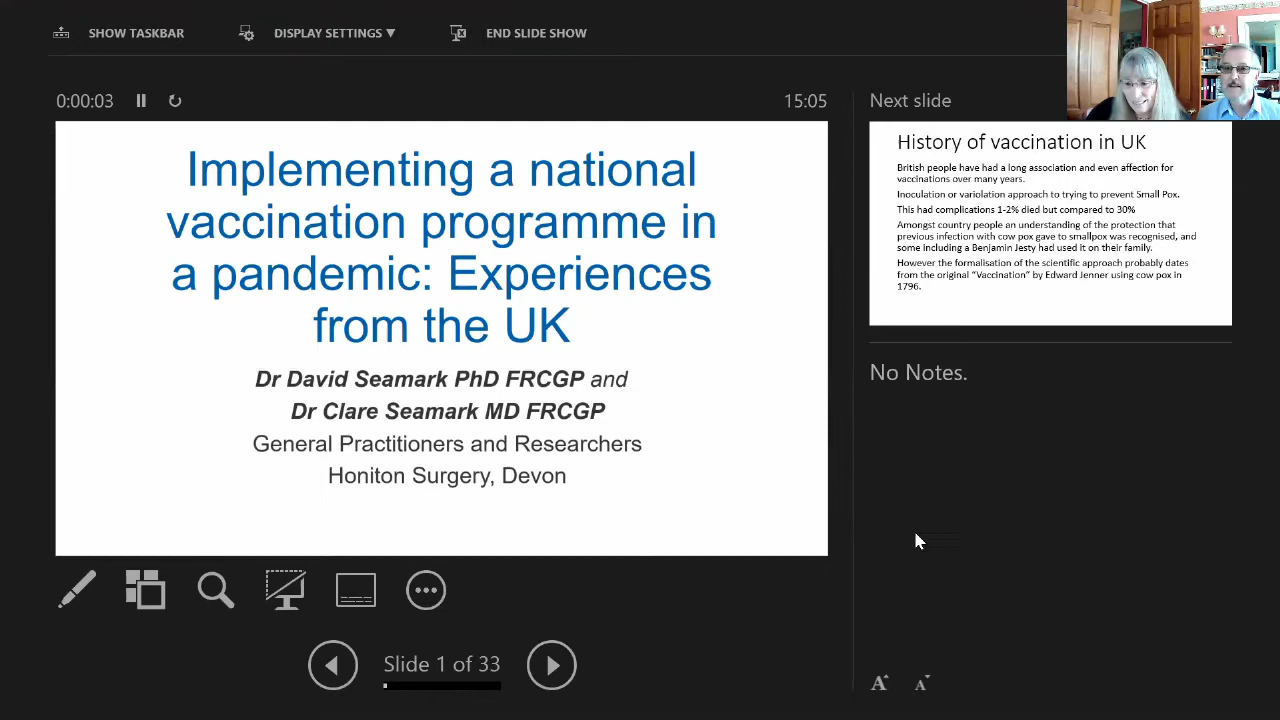 SHOW TASKBAR
DISPLAY SETTINGS ▼
END SLIDE SHOW
0:00:03
15:05
Next slide
Implementing a national
vaccination programme in
a pandemic: Experiences
from the UK
Dr David Seamark PhD FRCGP and
Dr Clare Seamark MD FRCGP
General Practitioners and Researchers
Honiton Surgery, Devon
History of vaccination in UK
British people have had a long association and even affection for
vaccinations over many years.
Inoculation or variolation approach to trying to prevent Small Pox.
This had complications 1-2% died but compared to 30%
Amongst country people an understanding of the protection that
previous infection with cow pox gave to smallpox was recognised, and
some including a Benjamin Jesty had used it on their family.
However the formalisation of the scientific approach probably dates
from the original “Vaccination” by Edward Jenner using cow pox in
1796.
No Notes.
Slide 1 of 33
A A